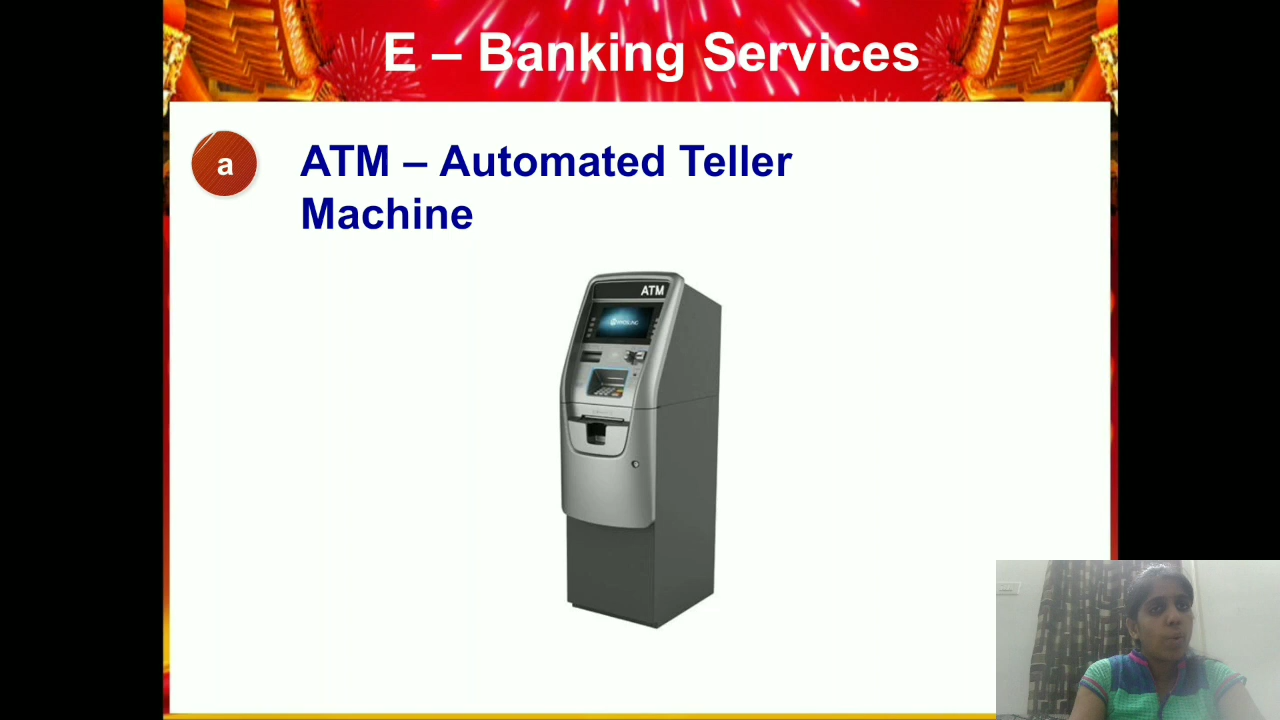 E – Banking Services
a
ATM – Automated Teller
Machine
ATM